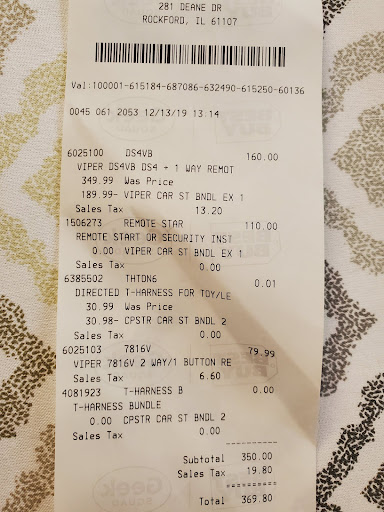 281 DEANE DR
ROCKFORD, IL 61107
Val:100001-615184-687086-632490-615250-60136
0045 061 2053 12/13/19 13:14
6025100 DS4VB 160.00
VIPER DS4VB DS4 + 1 WAY REMOT
349.99 Was Price
189.99- VIPER CAR ST BNDL EX 1
Sales Tax 13.20
1506273 REMOTE STAR 110.00
REMOTE START OR SECURITY INST
0.00 VIPER CAR ST BNDL EX 1
Sales Tax 0.00
6385502 THTON6 0.01
DIRECTED T-HARNESS FOR TOY/LE
30.99 Was Price
30.98- CPSTR CAR ST BNDL 2
Sales Tax 0.00
6025103 7816V 79.99
VIPER 7816V 2 WAY/1 BUTTON RE
Sales Tax 6.60
4081923 T-HARNESS B 0.00
T-HARNESS BUNDLE
0.00 CPSTR CAR ST BNDL 2
Sales Tax 0.00
Subtotal 350.00
Sales Tax 19.80
Total 369.80